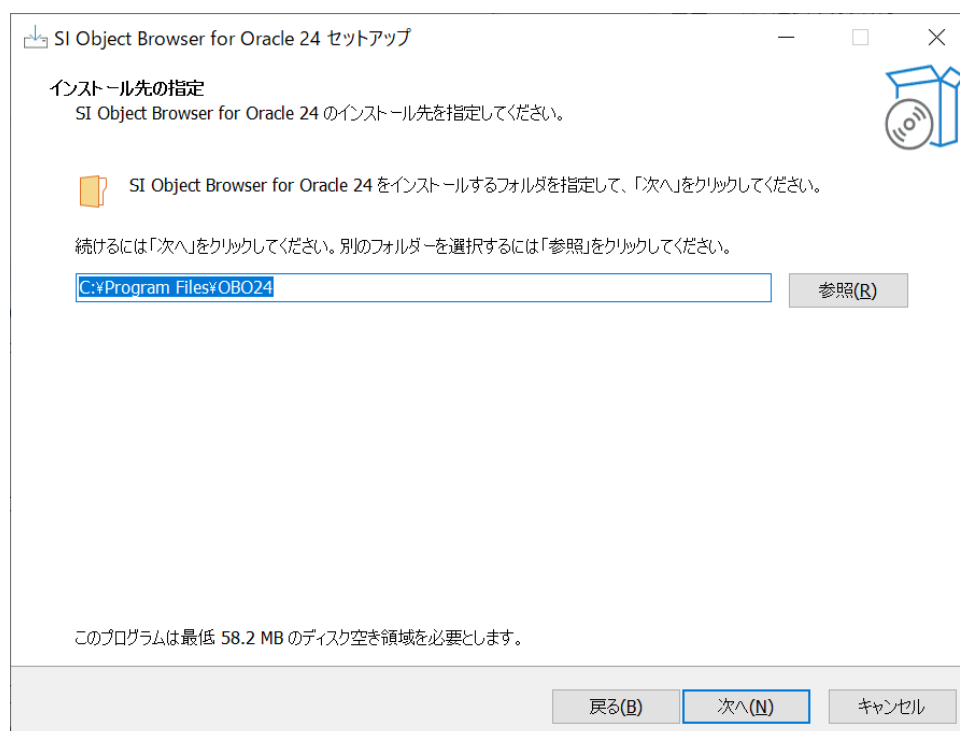 SI Object Browser for Oracle 24 セットアップ
インストール先の指定
SI Object Browser for Oracle 24 のインストール先を指定してください。
SI Object Browser for Oracle 24 をインストールするフォルダを指定して、「次へ」をクリックしてください。
続けるには「次へ」をクリックしてください。別のフォルダーを選択するには「参照」をクリックしてください。
C:¥Program Files¥OBO24
参照(R)
このプログラムは最低 58.2 MB のディスク空き領域を必要とします。
戻る(B) 次へ(N) キャンセル